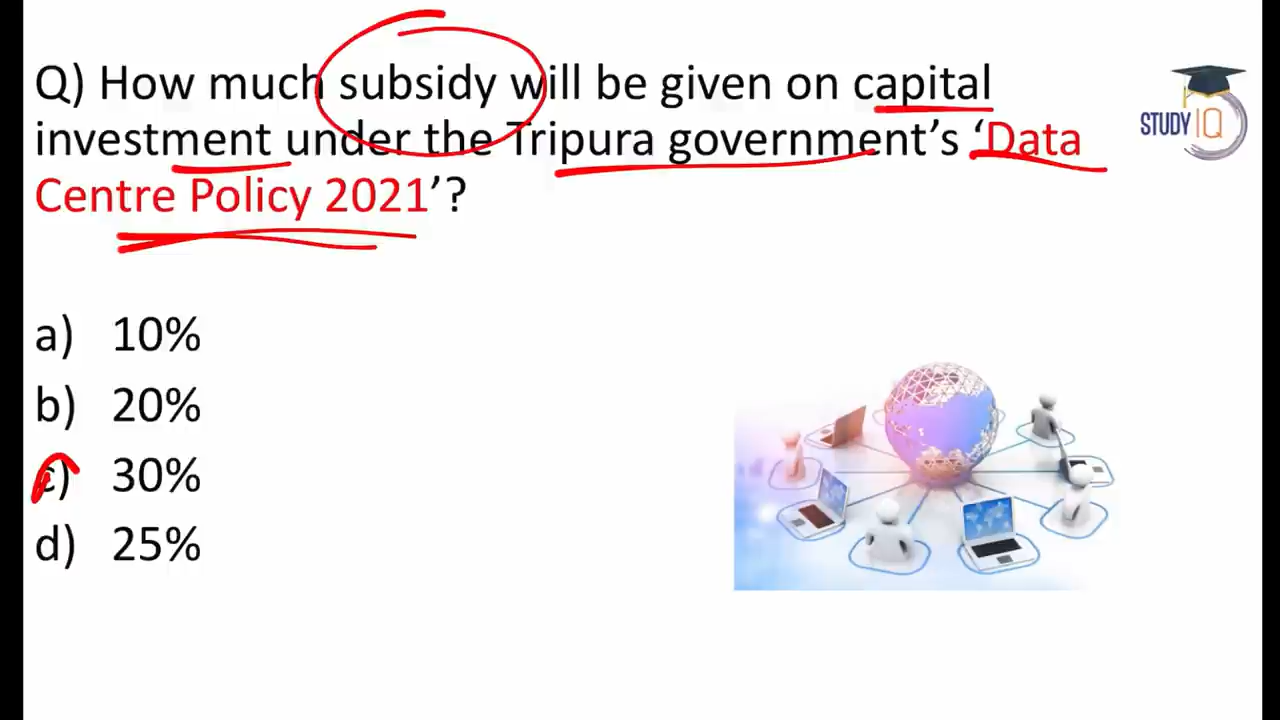 Q) How much subsidy will be given on capital
investment under the Tripura government's 'Data
Centre Policy 2021'?
STUDY IQ
a) 10%
b) 20%
c) 30%
d) 25%